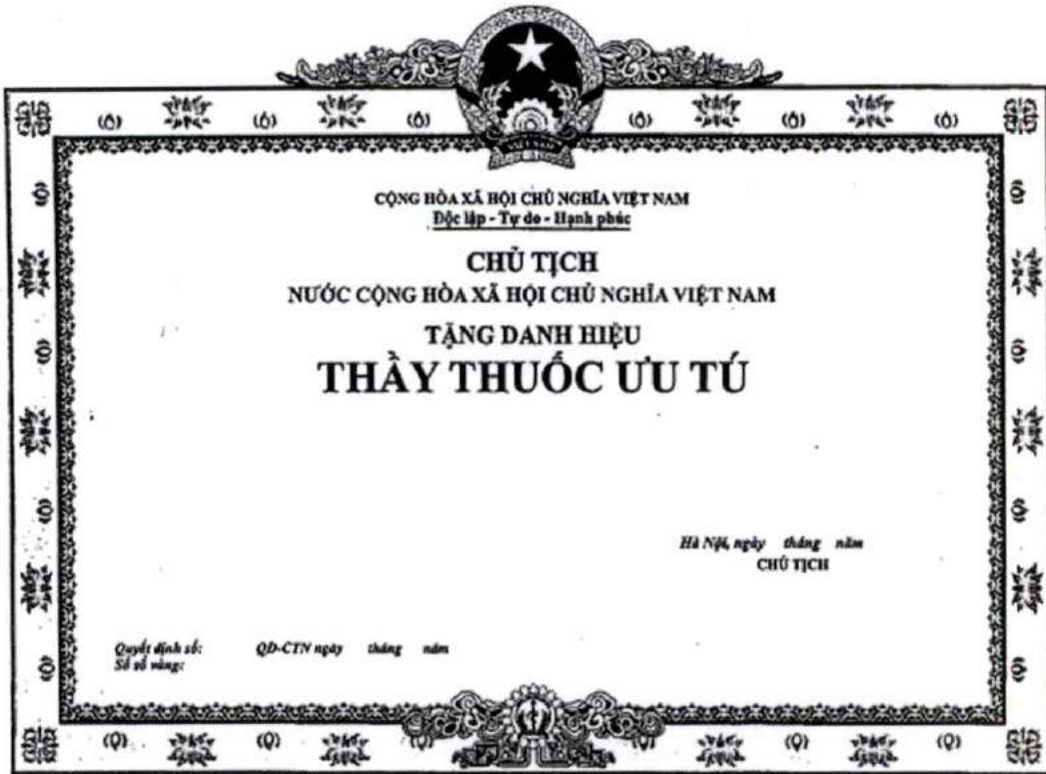 CỘNG HÒA XÃ HỘI CHỦ NGHĨA VIỆT NAM
Độc lập - Tự do - Hạnh phúc
CHỦ TỊCH
NƯỚC CỘNG HÒA XÃ HỘI CHỦ NGHĨA VIỆT NAM
TẶNG DANH HIỆU
THẦY THUỐC ƯU TÚ
Hà Nội, ngày tháng năm
CHỦ TỊCH
Quyết định số: QĐ-CTN ngày tháng năm
Số sổ vàng: